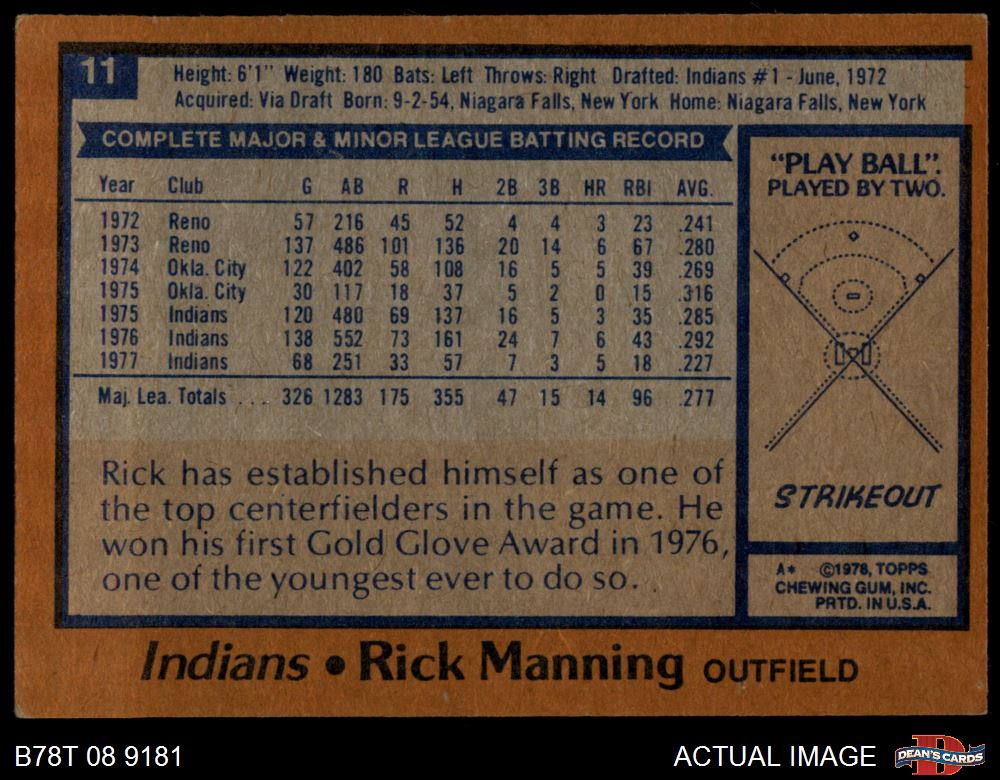 11
Height: 6'1" Weight: 180 Bats: Left Throws: Right Drafted: Indians #1 - June, 1972
Acquired: Via Draft Born: 9-2-54, Niagara Falls, New York Home: Niagara Falls, New York
COMPLETE MAJOR & MINOR LEAGUE BATTING RECORD
Year Club G AB R H 2B 3B HR RBI AVG.
1972 Reno 57 216 45 52 4 4 3 23 .241
1973 Reno 137 486 101 136 20 14 6 67 .280
1974 Okla. City 122 402 58 108 16 5 5 39 .269
1975 Okla. City 30 117 18 37 5 2 0 15 .316
1975 Indians 120 480 69 137 16 5 3 35 .285
1976 Indians 138 552 73 161 24 7 6 43 .292
1977 Indians 68 251 33 57 7 3 5 18 .227
Maj. Lea. Totals . . . 326 1283 175 355 47 15 14 96 .277
Rick has established himself as one of
the top centerfielders in the game. He
won his first Gold Glove Award in 1976,
one of the youngest ever to do so.
"PLAY BALL".
PLAYED BY TWO.
STRIKEOUT
A* ©1978, TOPPS
CHEWING GUM, INC.
PRTD. IN U.S.A.
Indians • Rick Manning OUTFIELD
B78T 08 9181
ACTUAL IMAGE
DEAN'S CARDS